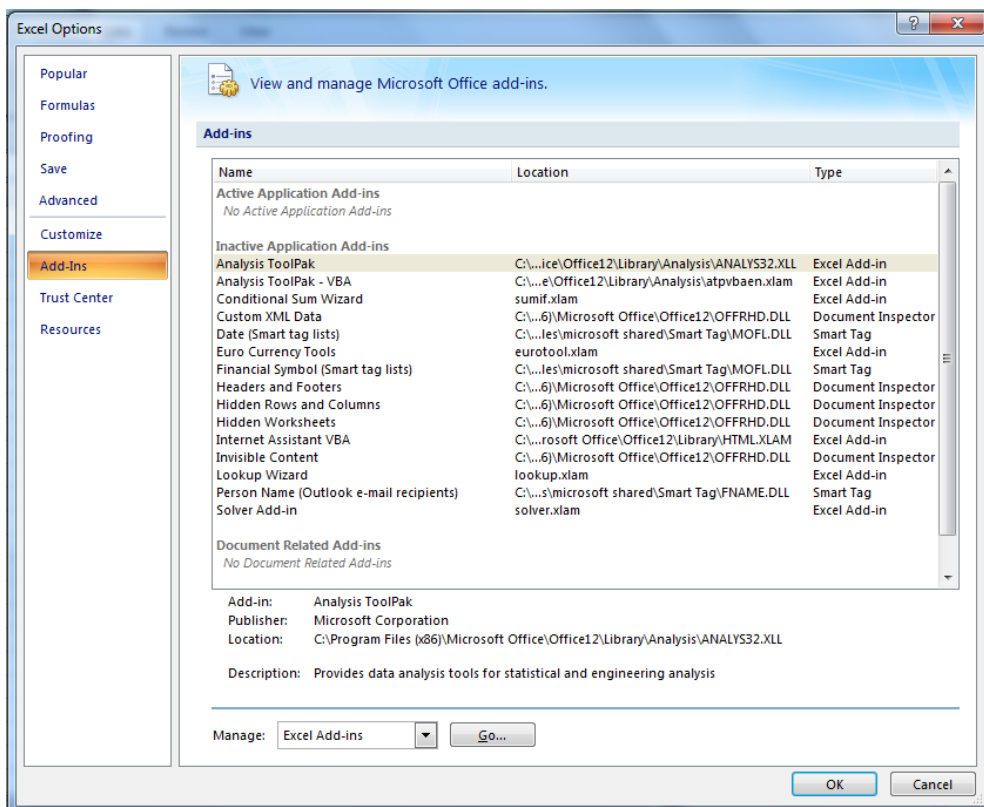 Excel Options
Popular
Formulas
Proofing
Save
Advanced
Customize
Add-Ins
Trust Center
Resources
View and manage Microsoft Office add-ins.
Add-ins
Name Location Type
Active Application Add-ins
No Active Application Add-ins
Inactive Application Add-ins
Analysis ToolPak C:\...ice\Office12\Library\Analysis\ANALYS32.XLL Excel Add-in
Analysis ToolPak - VBA C:\...e\Office12\Library\Analysis\atpvbaen.xlam Excel Add-in
Conditional Sum Wizard sumif.xlam Excel Add-in
Custom XML Data C:\...6)\Microsoft Office\Office12\OFFRHD.DLL Document Inspector
Date (Smart tag lists) C:\...les\microsoft shared\Smart Tag\MOFL.DLL Smart Tag
Euro Currency Tools eurotool.xlam Excel Add-in
Financial Symbol (Smart tag lists) C:\...les\microsoft shared\Smart Tag\MOFL.DLL Smart Tag
Headers and Footers C:\...6)\Microsoft Office\Office12\OFFRHD.DLL Document Inspector
Hidden Rows and Columns C:\...6)\Microsoft Office\Office12\OFFRHD.DLL Document Inspector
Hidden Worksheets C:\...6)\Microsoft Office\Office12\OFFRHD.DLL Document Inspector
Internet Assistant VBA C:\...rosoft Office\Office12\Library\HTML.XLAM Excel Add-in
Invisible Content C:\...6)\Microsoft Office\Office12\OFFRHD.DLL Document Inspector
Lookup Wizard lookup.xlam Excel Add-in
Person Name (Outlook e-mail recipients) C:\...s\microsoft shared\Smart Tag\FNAME.DLL Smart Tag
Solver Add-in solver.xlam Excel Add-in
Document Related Add-ins
No Document Related Add-ins
Add-in: Analysis ToolPak
Publisher: Microsoft Corporation
Location: C:\Program Files (x86)\Microsoft Office\Office12\Library\Analysis\ANALYS32.XLL
Description: Provides data analysis tools for statistical and engineering analysis
Manage: Excel Add-ins Go...
OK Cancel